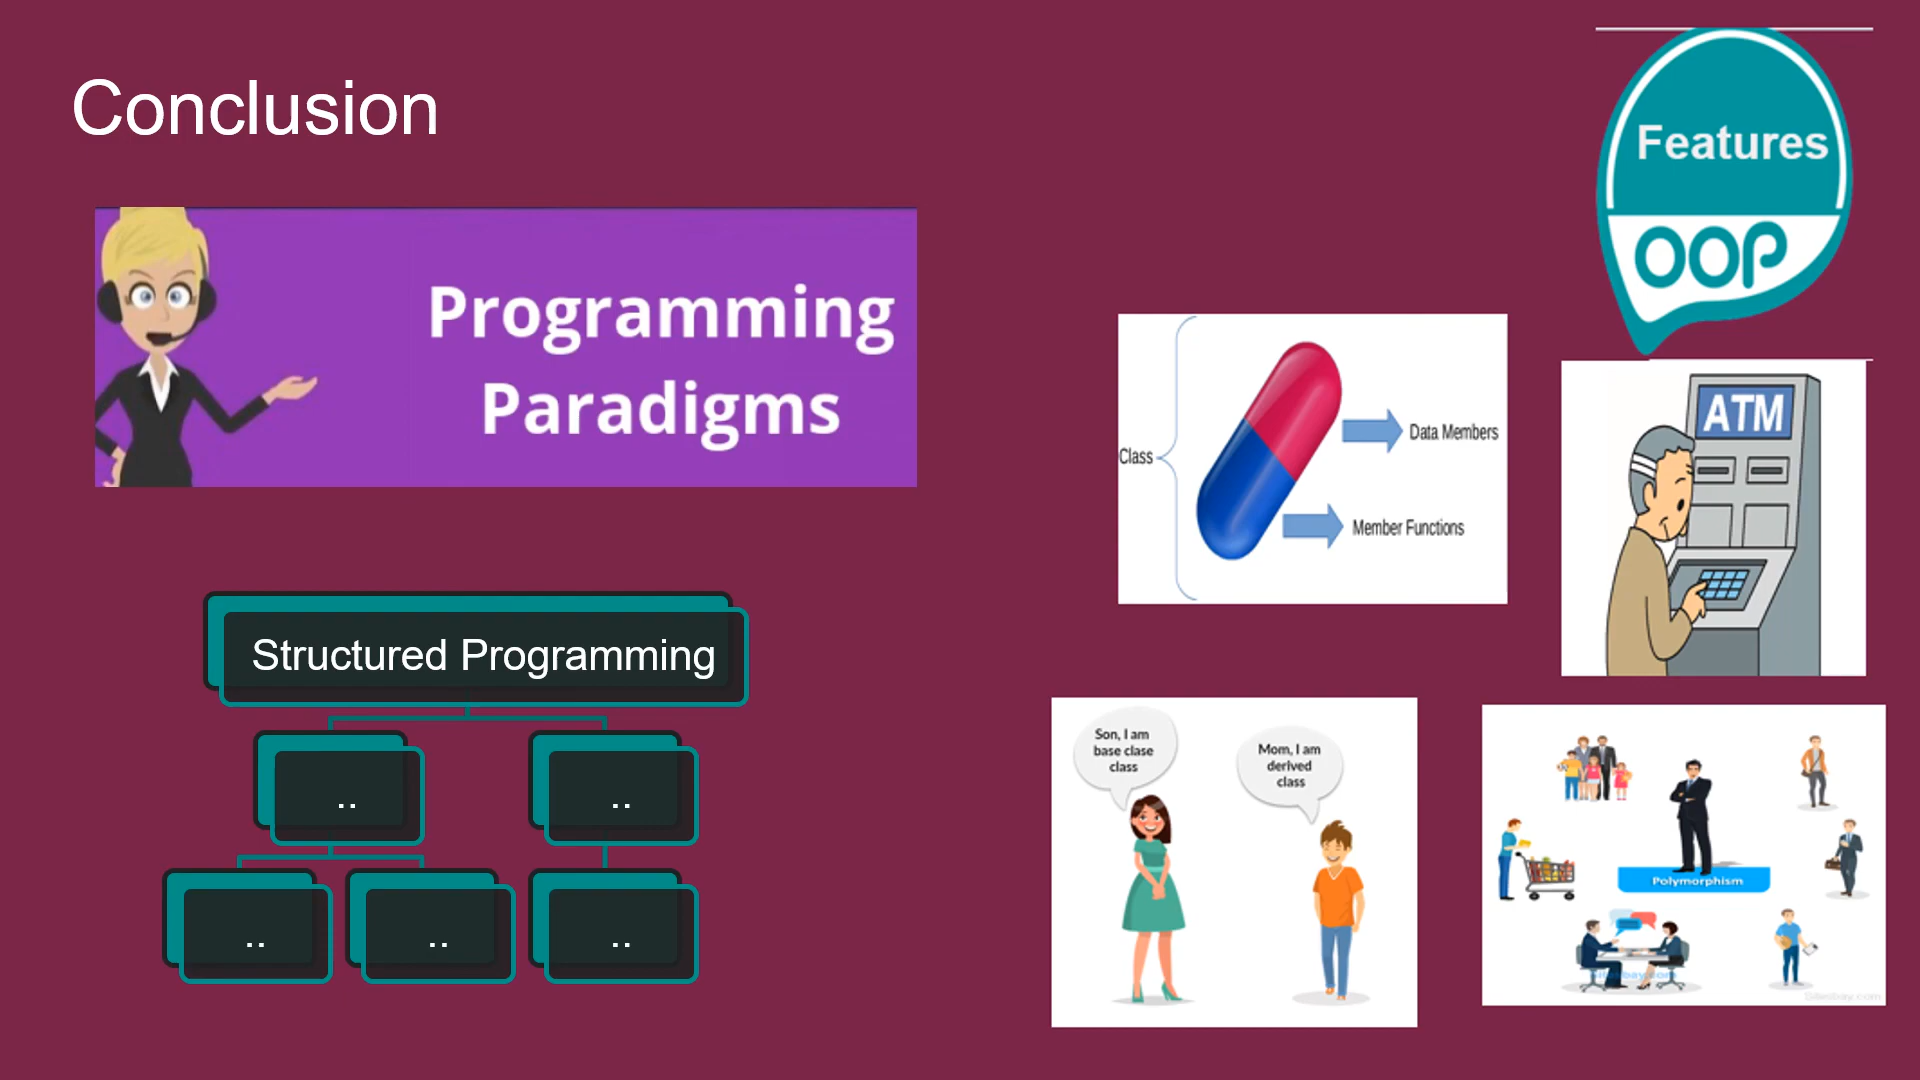 Conclusion
Programming
Paradigms
Structured Programming
..
..
..
..
..
Features
OOP
Class
Data Members
Member Functions
ATM
Son, I am
base clase
class
Mom, I am
derived
class
Polymorphism